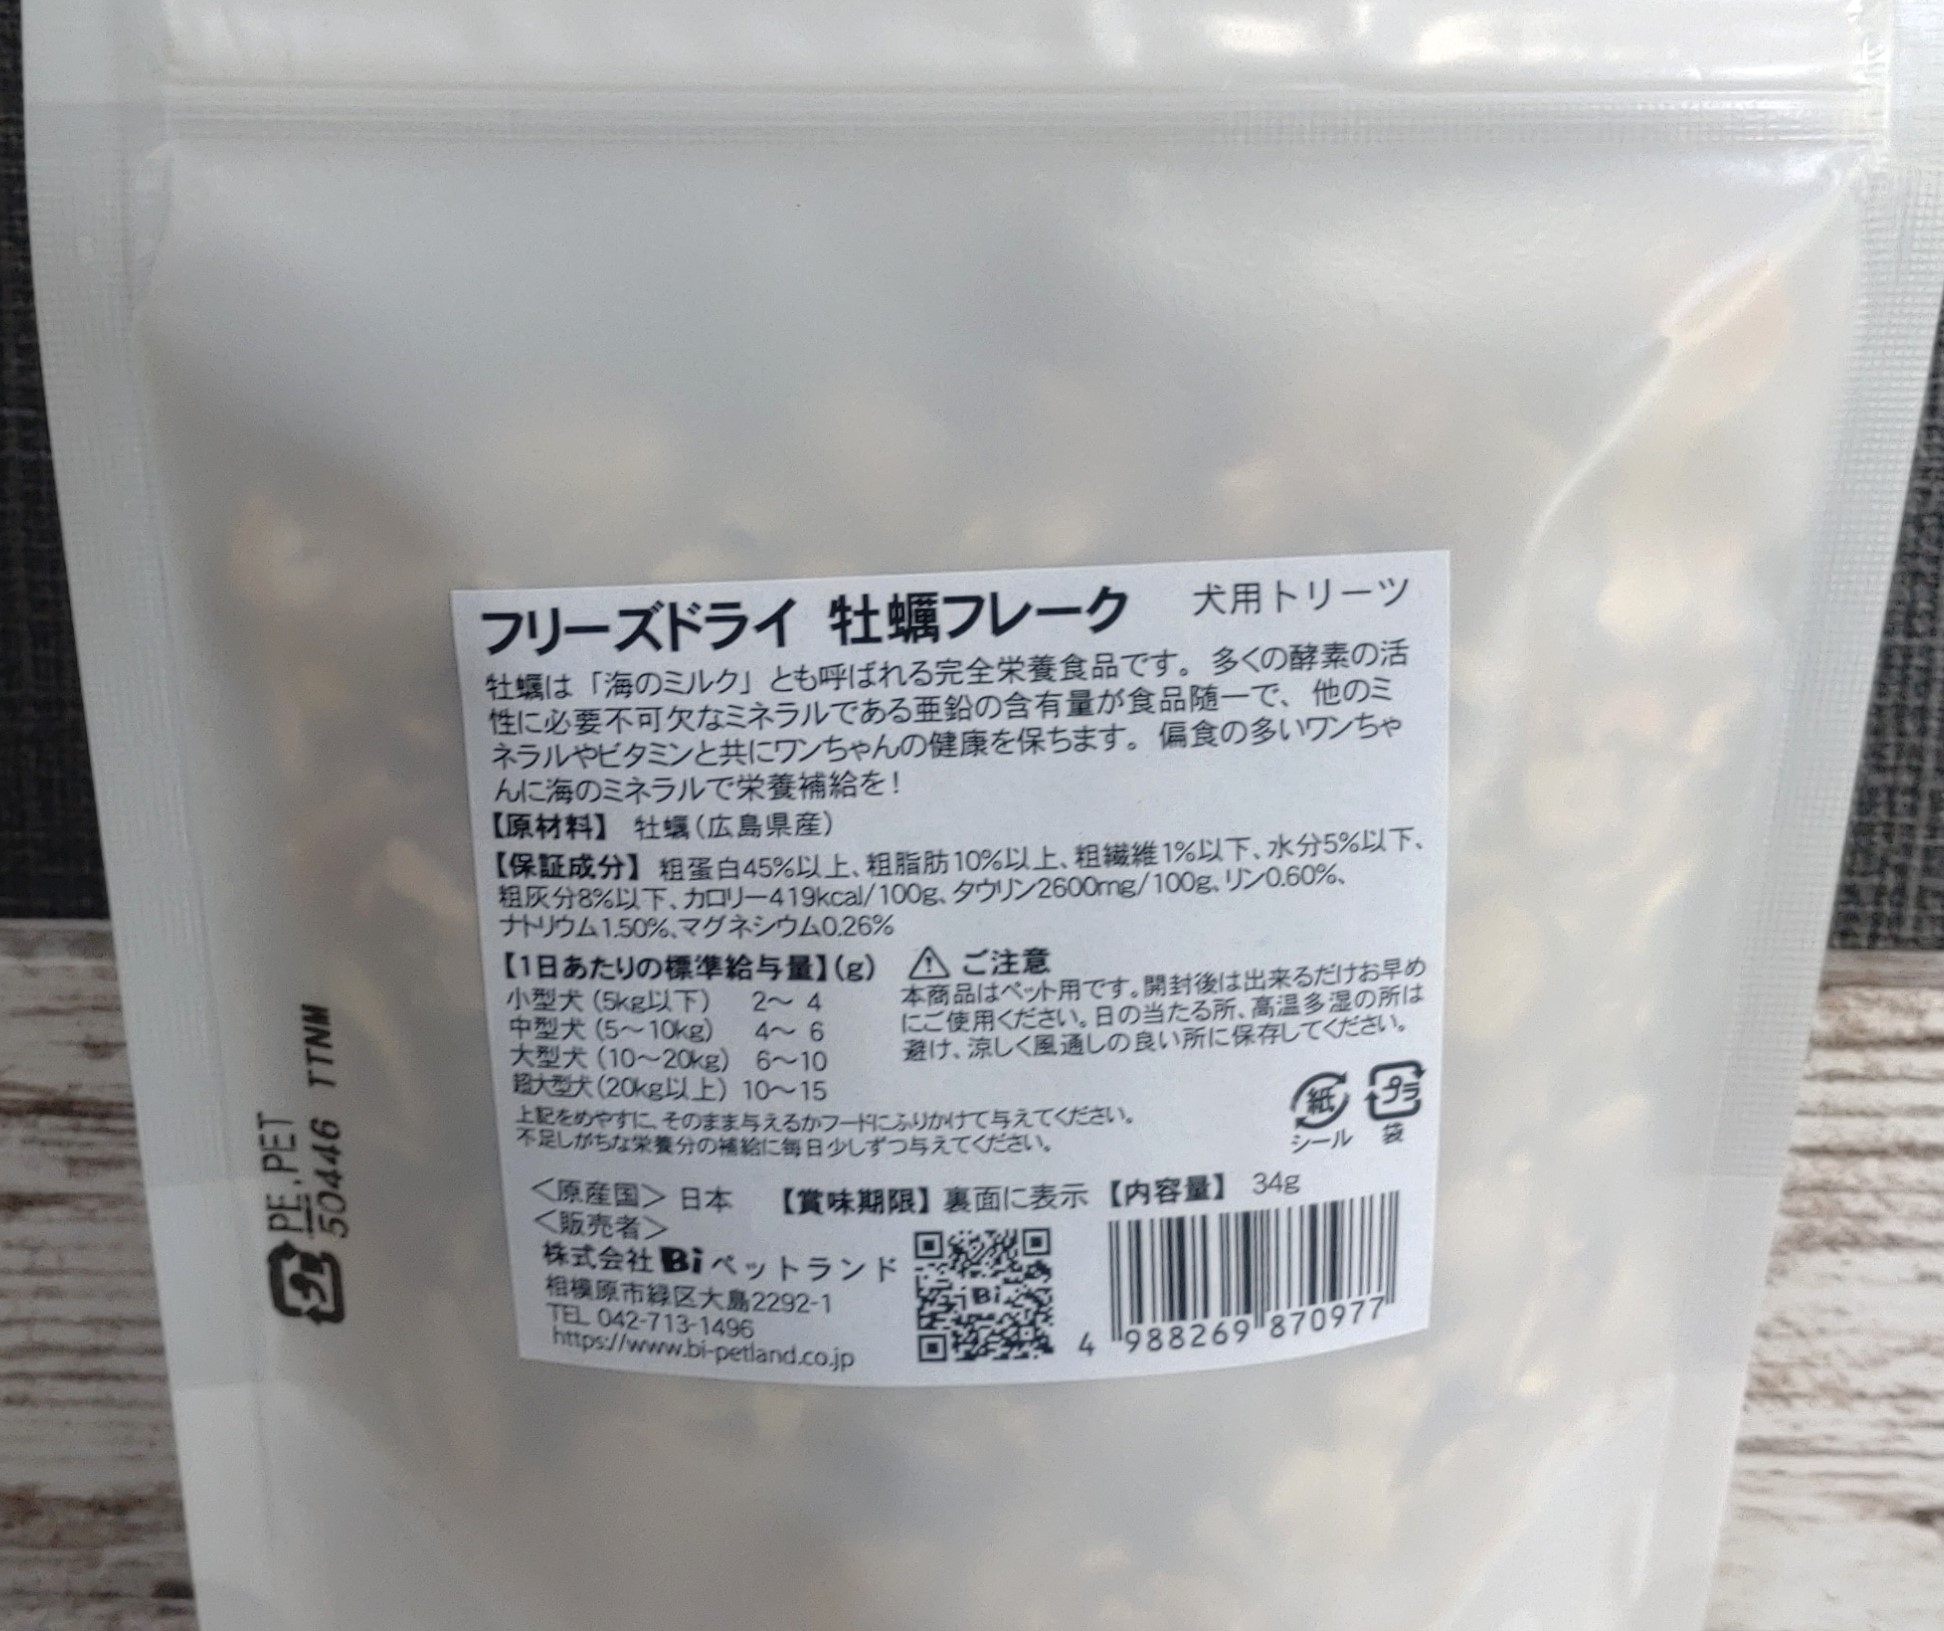 フリーズドライ 牡蠣フレーク 犬用トリーツ
牡蠣は「海のミルク」とも呼ばれる完全栄養食品です。多くの酵素の活
性に必要不可欠なミネラルである亜鉛の含有量が食品随一で、他のミ
ネラルやビタミンと共にワンちゃんの健康を保ちます。偏食の多いワンちゃ
んに海のミネラルで栄養補給を!
【原材料】 牡蠣(広島県産)
【保証成分】粗蛋白45%以上、粗脂肪10%以上、粗繊維1%以下、水分5%以下、
粗灰分8%以下、カロリー419kcal/100g、タウリン2600mg/100g、リン0.60%、
ナトリウム1.50%、マグネシウム0.26%
【1日あたりの標準給与量】(g)
小型犬(5kg以下) 2〜4
中型犬(5〜10kg) 4〜6
大型犬(10〜20kg) 6〜10
超大型犬(20kg以上) 10〜15
上記をめやすに、そのまま与えるかフードにふりかけて与えてください。
不足しがちな栄養分の補給に毎日少しずつ与えてください。
ご注意
本商品はペット用です。開封後は出来るだけお早め
にご使用ください。日の当たる所、高温多湿の所は
避け、涼しく風通しの良い所に保存してください。
紙 プラ
シール 袋
<原産国>日本 【賞味期限】裏面に表示 【内容量】 34g
<販売者>
株式会社Biペットランド
相模原市緑区大島2292-1
TEL 042-713-1496
https://www.bi-petland.co.jp
Bi
4 988269 870977
プラ PE,PET
50446 TTNM